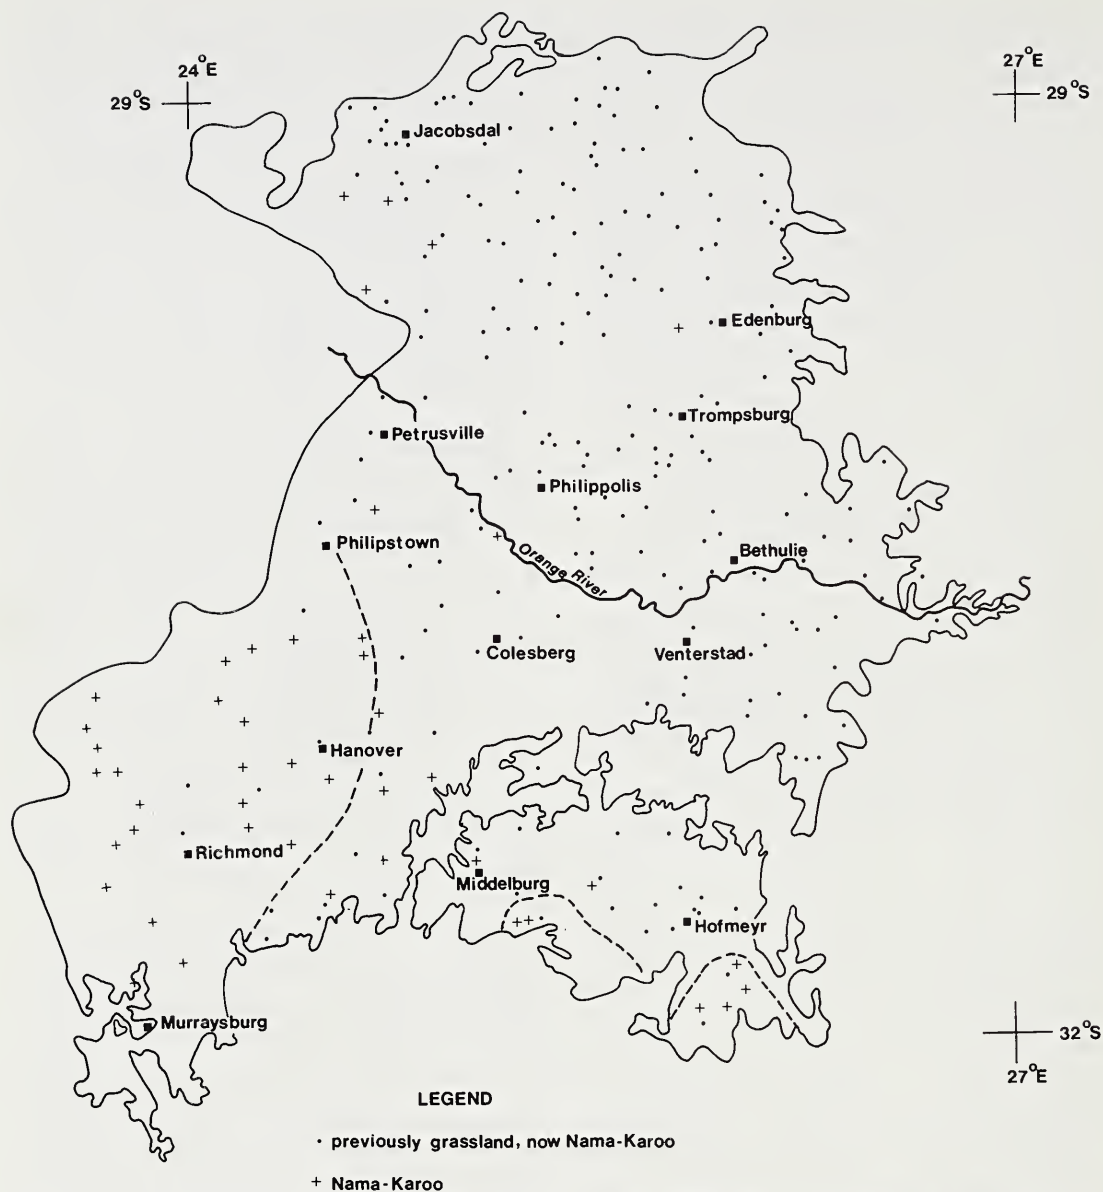 24°E
27°E
29°S
29°S
Jacobsdal
Edenburg
Trompsburg
Petrusville
Philippolis
Philipstown
Orange River
Bethulie
Colesberg
Venterstad
Hanover
Richmond
Middelburg
Hofmeyr
Murraysburg
32°S
27°E
LEGEND
· previously grassland, now Nama-Karoo
+ Nama-Karoo